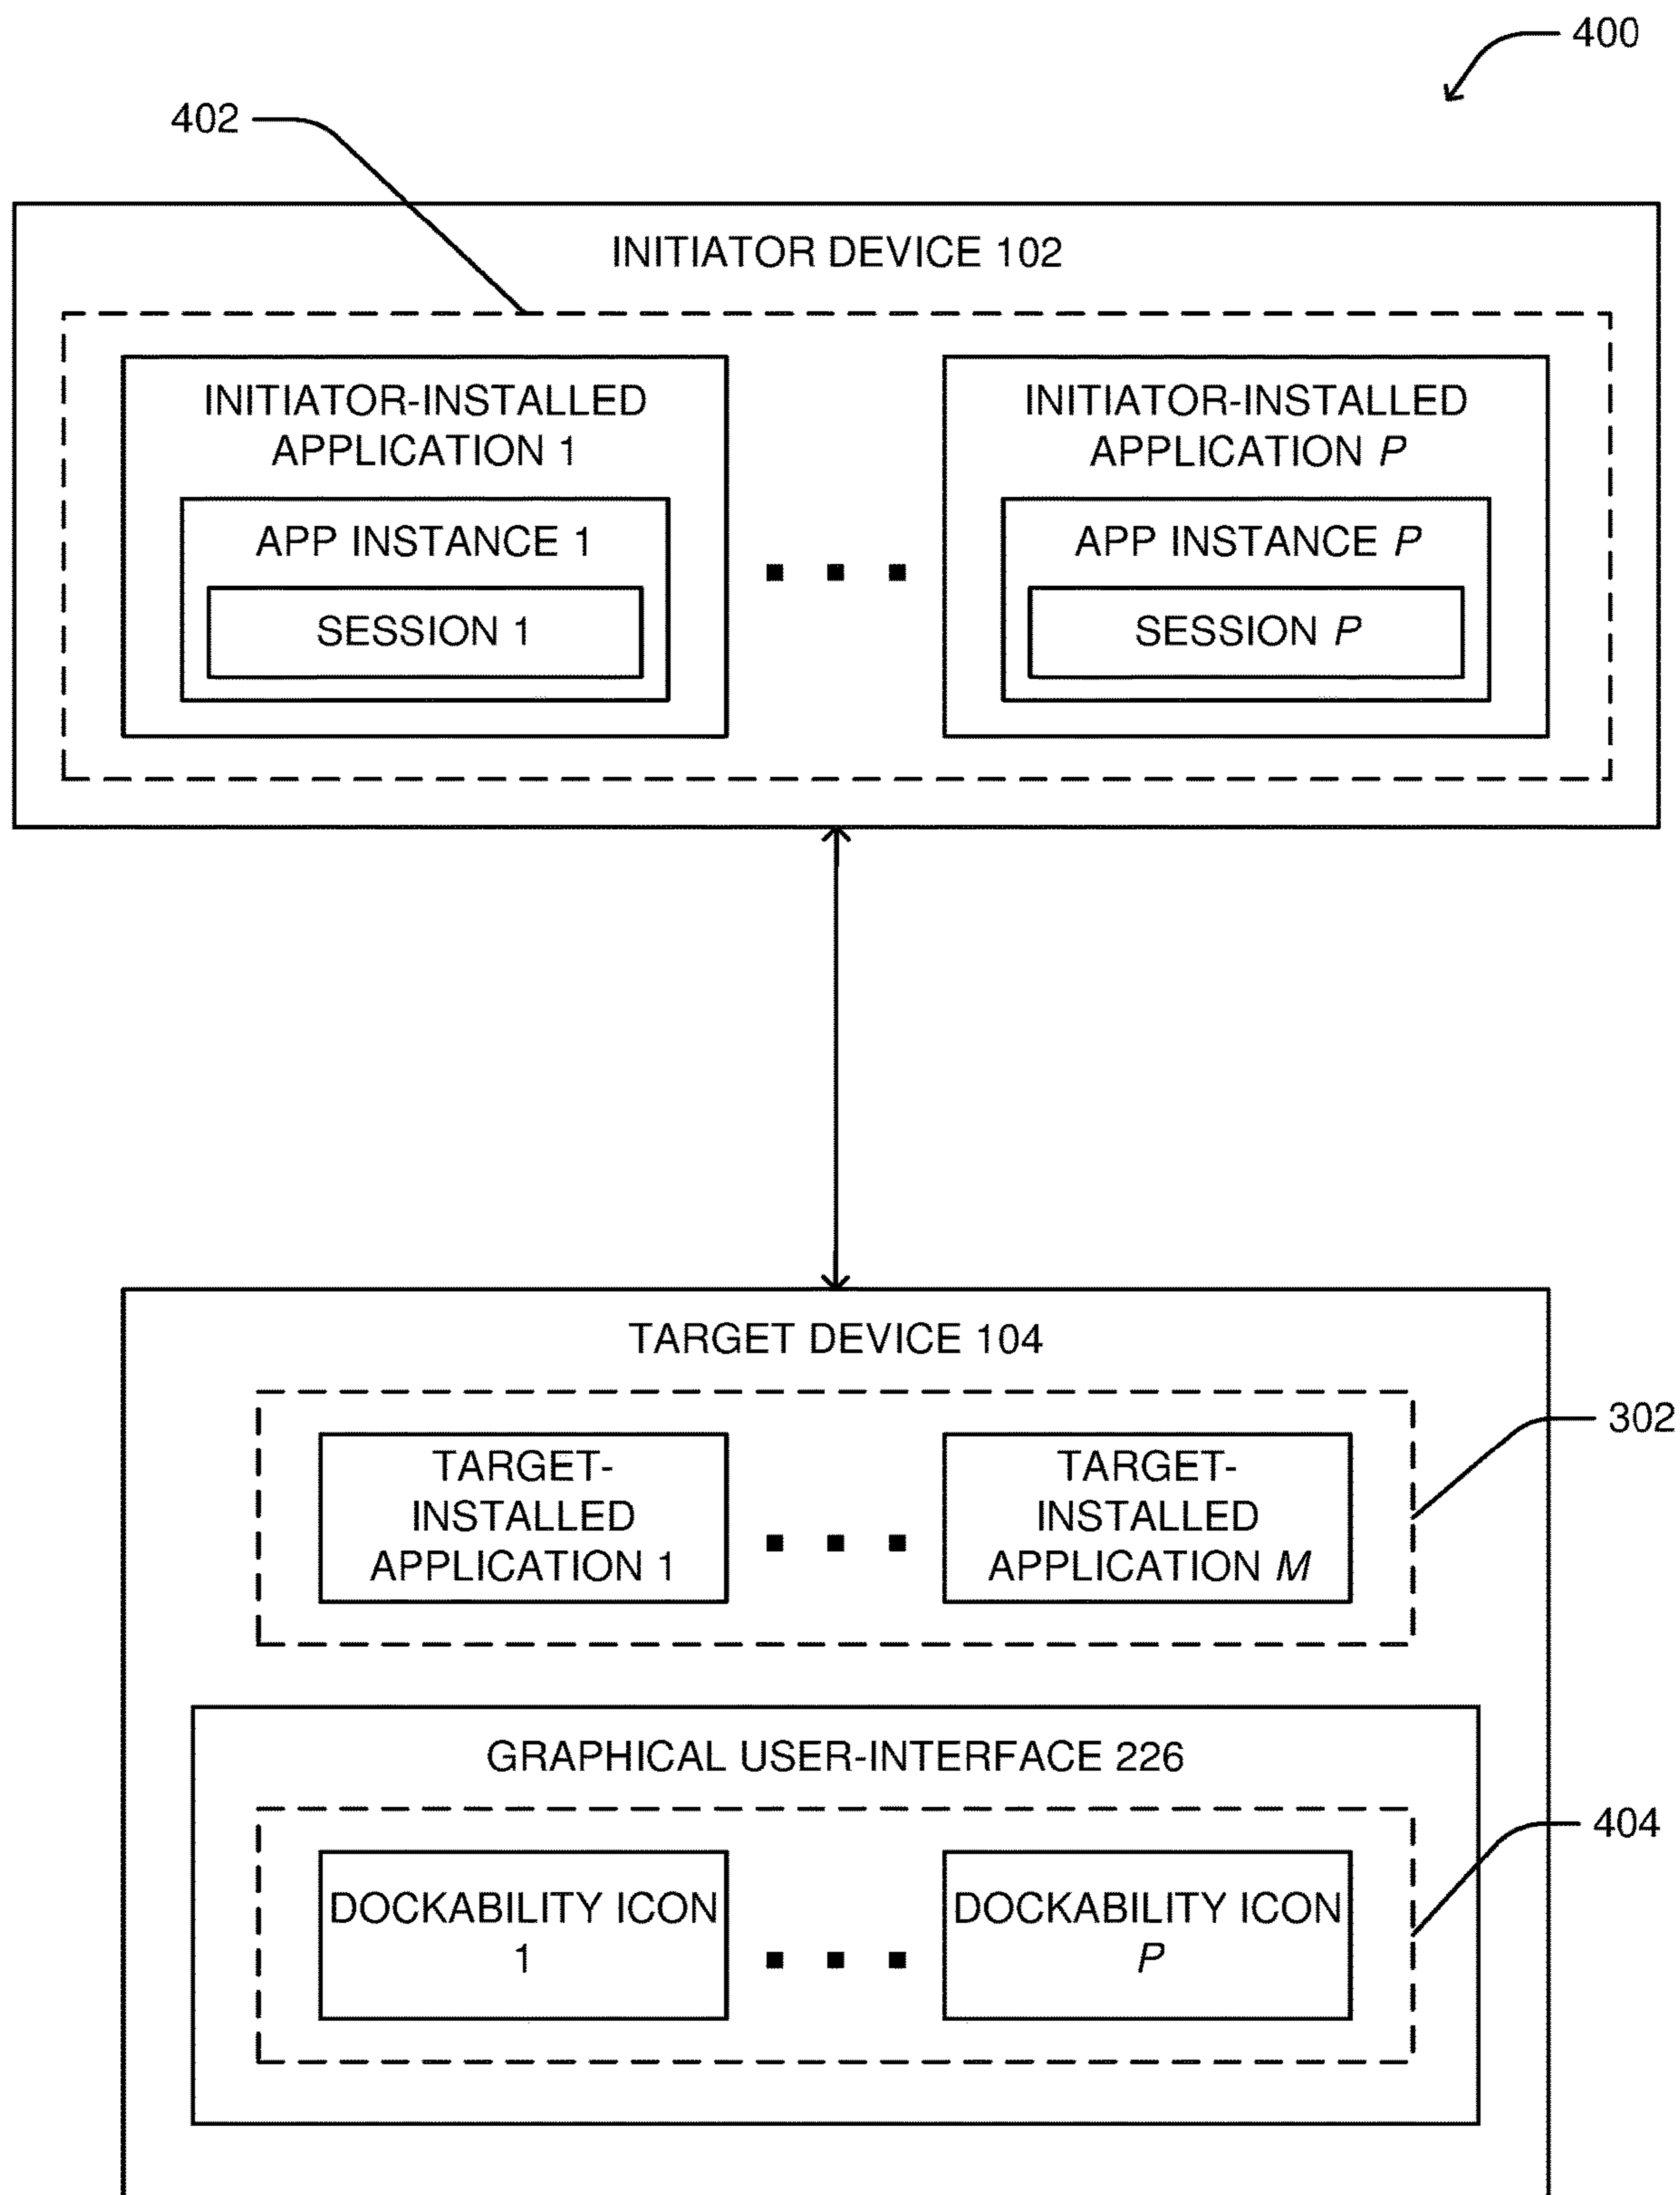 400
402
INITIATOR DEVICE 102
INITIATOR-INSTALLED
APPLICATION 1
APP INSTANCE 1
SESSION 1
INITIATOR-INSTALLED
APPLICATION P
APP INSTANCE P
SESSION P
TARGET DEVICE 104
302
TARGET-
INSTALLED
APPLICATION 1
TARGET-
INSTALLED
APPLICATION M
GRAPHICAL USER-INTERFACE 226
404
DOCKABILITY ICON
1
DOCKABILITY ICON
P